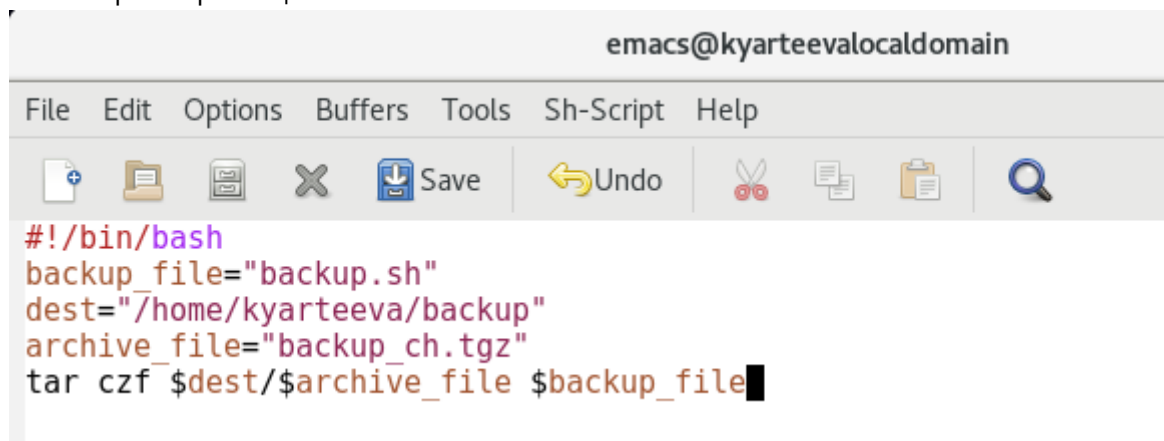 emacs@kyarteevalocaldomain
File Edit Options Buffers Tools Sh-Script Help
Save Undo
#!/bin/bash
backup_file="backup.sh"
dest="/home/kyarteeva/backup"
archive_file="backup_ch.tgz"
tar czf $dest/$archive_file $backup_file